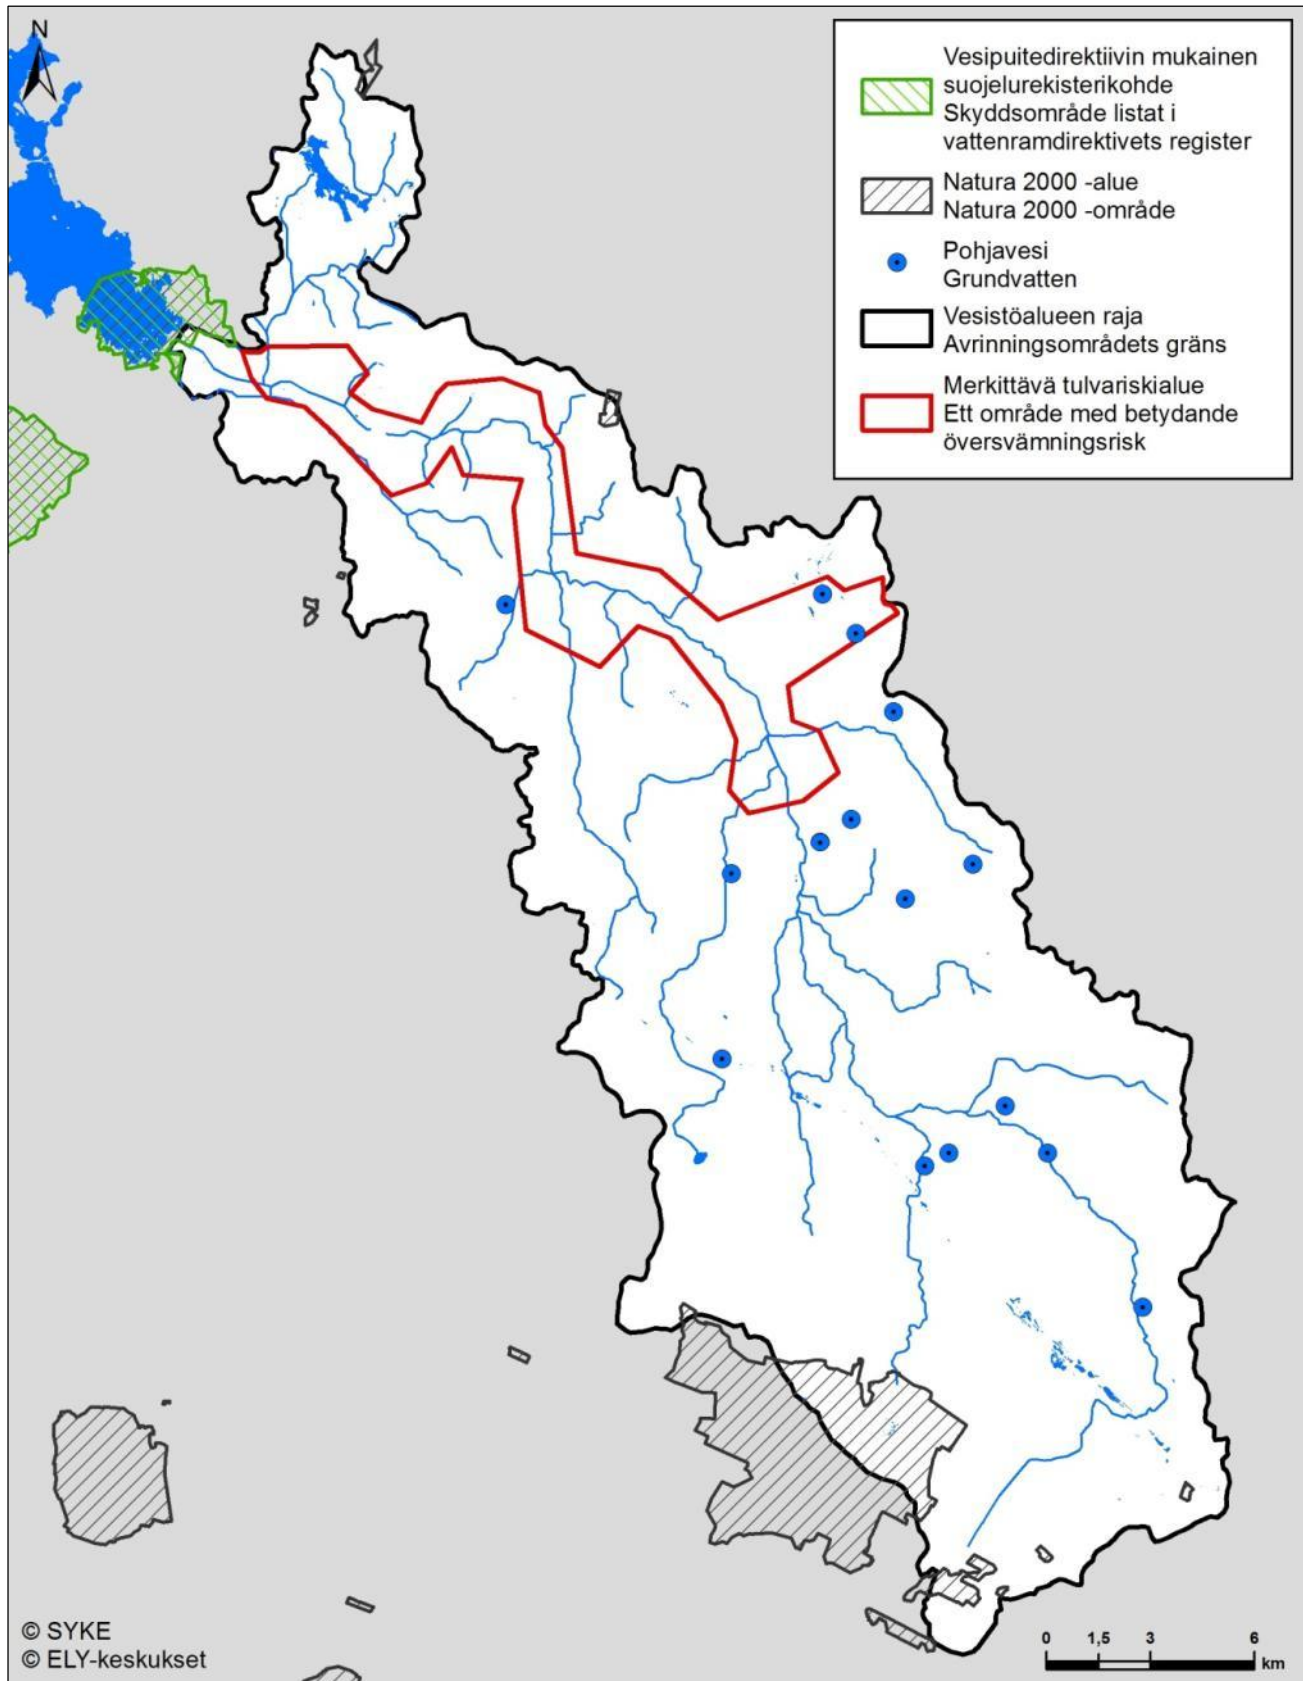 N
Vesipuitedirektiivin mukainen
suojelurekisterikohde
Skyddsområde listat i
vattenramdirektivets register
Natura 2000 -alue
Natura 2000 -område
Pohjavesi
Grundvatten
Vesistöalueen raja
Avrinningsområdets gräns
Merkittävä tulvariskialue
Ett område med betydande
översvämningsrisk
© SYKE
© ELY-keskukset
0 1,5 3 6
km